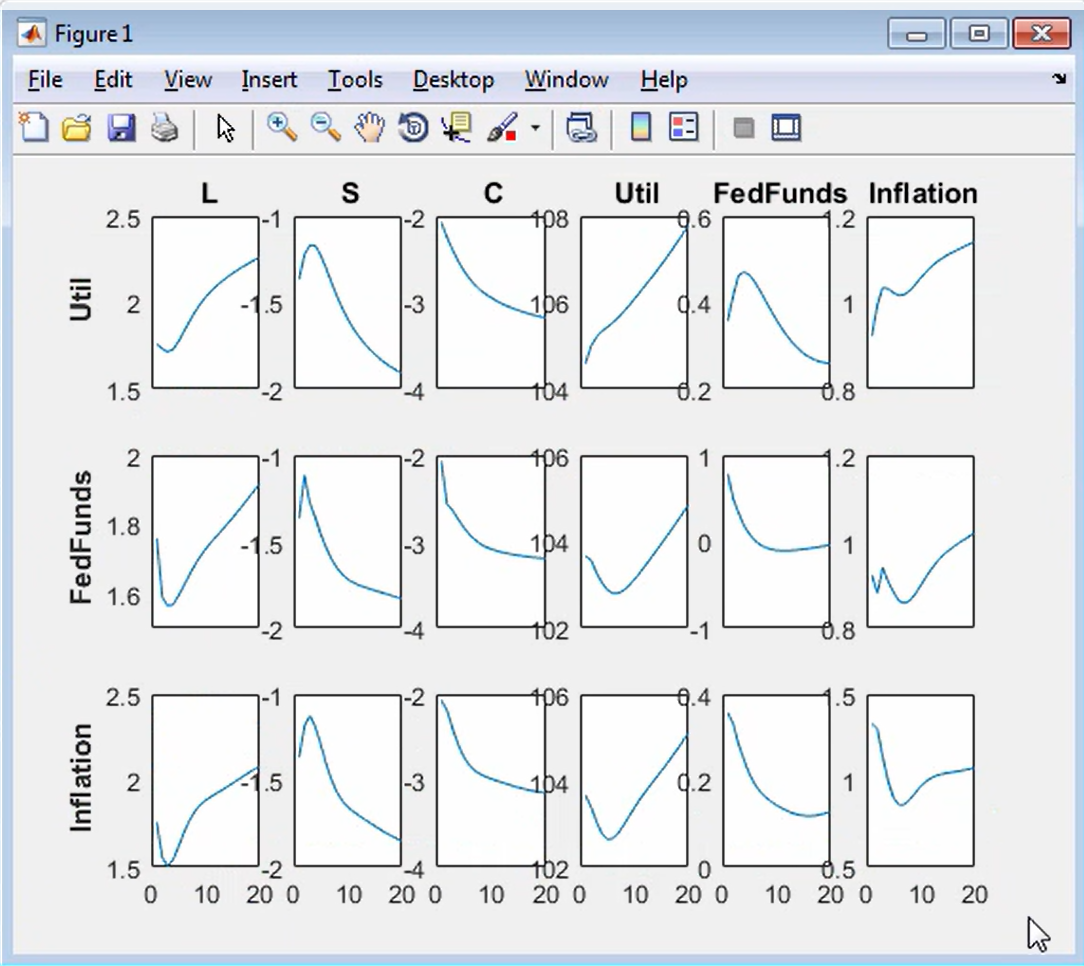 Figure 1
File Edit View Insert Tools Desktop Window Help
L S C Util FedFunds Inflation
Util
2.5 2 1.5
-1 -1.5 -2
-2 -3 -4
108 106 104
0.6 0.4 0.2
1.2 1 0.8
FedFunds
2 1.8 1.6
-1 -1.5 -2
-2 -3 -4
106 104 102
1 0 -1
1.2 1 0.8
Inflation
2.5 2 1.5
-1 -1.5 -2
-2 -3 -4
106 104 102
0.4 0.2 0
1.5 1 0.5
0 10 20 0 10 20 0 10 20 0 10 20 0 10 20 0 10 20